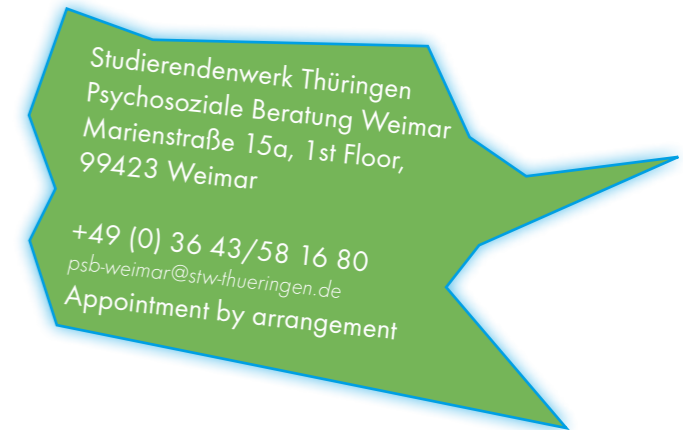 Studierendenwerk Thüringen
Psychosoziale Beratung Weimar
Marienstraße 15a, 1st Floor,
99423 Weimar
+49 (0) 36 43/58 16 80
psb-weimar@stw-thueringen.de
Appointment by arrangement